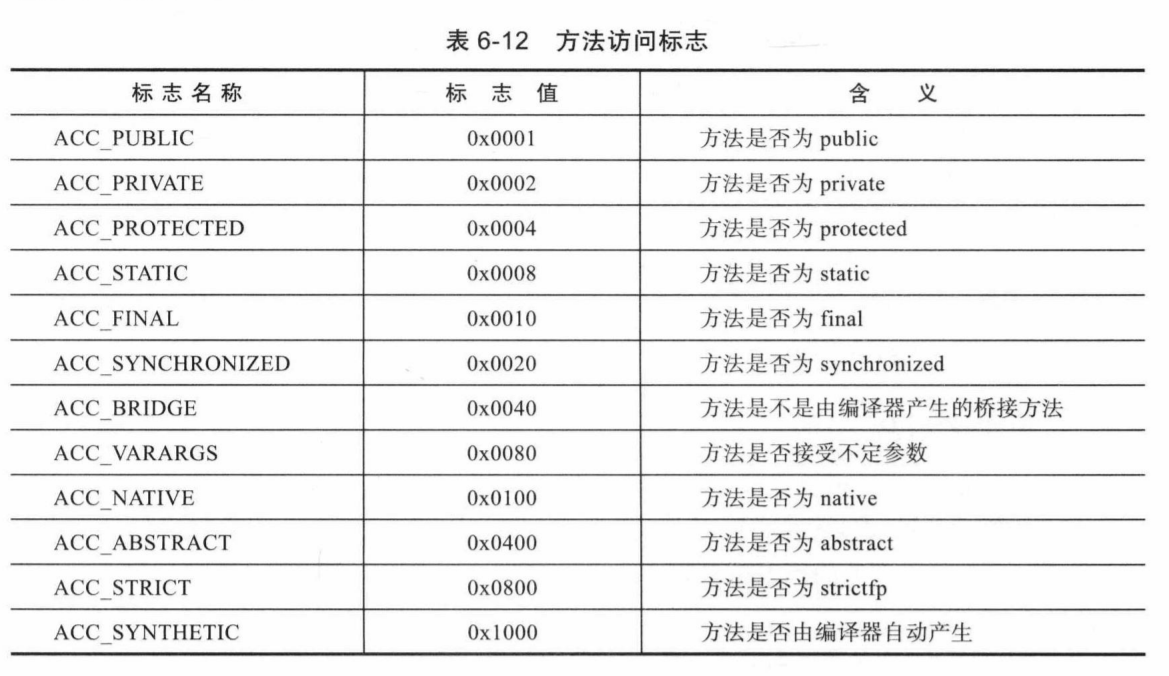 表 6-12 方法访问标志
标志名称 标 志 值 含 义
ACC_PUBLIC 0x0001 方法是否为 public
ACC_PRIVATE 0x0002 方法是否为 private
ACC_PROTECTED 0x0004 方法是否为 protected
ACC_STATIC 0x0008 方法是否为 static
ACC_FINAL 0x0010 方法是否为 final
ACC_SYNCHRONIZED 0x0020 方法是否为 synchronized
ACC_BRIDGE 0x0040 方法是不是由编译器产生的桥接方法
ACC_VARARGS 0x0080 方法是否接受不定参数
ACC_NATIVE 0x0100 方法是否为 native
ACC_ABSTRACT 0x0400 方法是否为 abstract
ACC_STRICT 0x0800 方法是否为 strictfp
ACC_SYNTHETIC 0x1000 方法是否由编译器自动产生